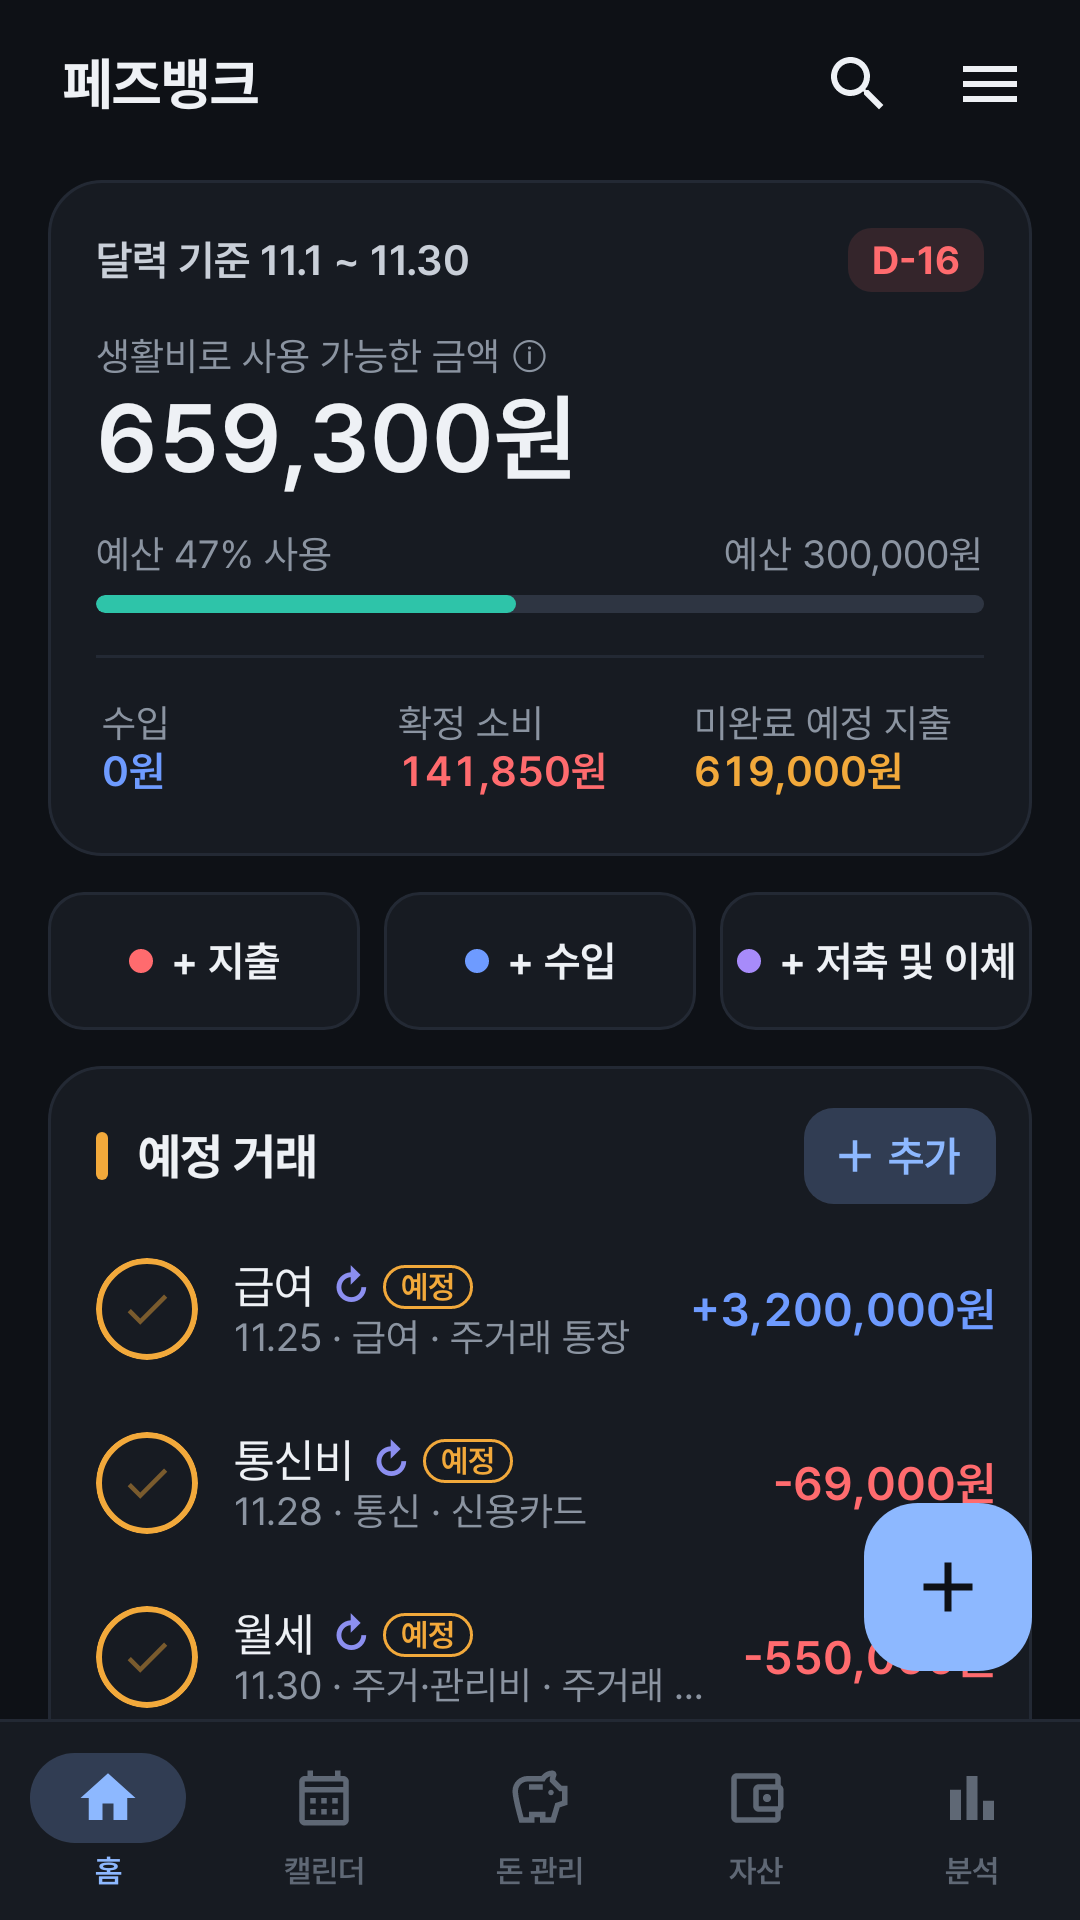 페즈뱅크
달력 기준 11.1 ~ 11.30
D-16
생활비로 사용 가능한 금액 ⓘ
659,300원
예산 47% 사용
예산 300,000원
수입
확정 소비
미완료 예정 지출
0원
141,850원
619,000원
+ 지출
+ 수입
+ 저축 및 이체
예정 거래
+ 추가
급여 예정
11.25 · 급여 · 주거래 통장
+3,200,000원
통신비 예정
11.28 · 통신 · 신용카드
-69,000원
월세 예정
11.30 · 주거·관리비 · 주거래 ...
홈
캘린더
돈 관리
자산
분석